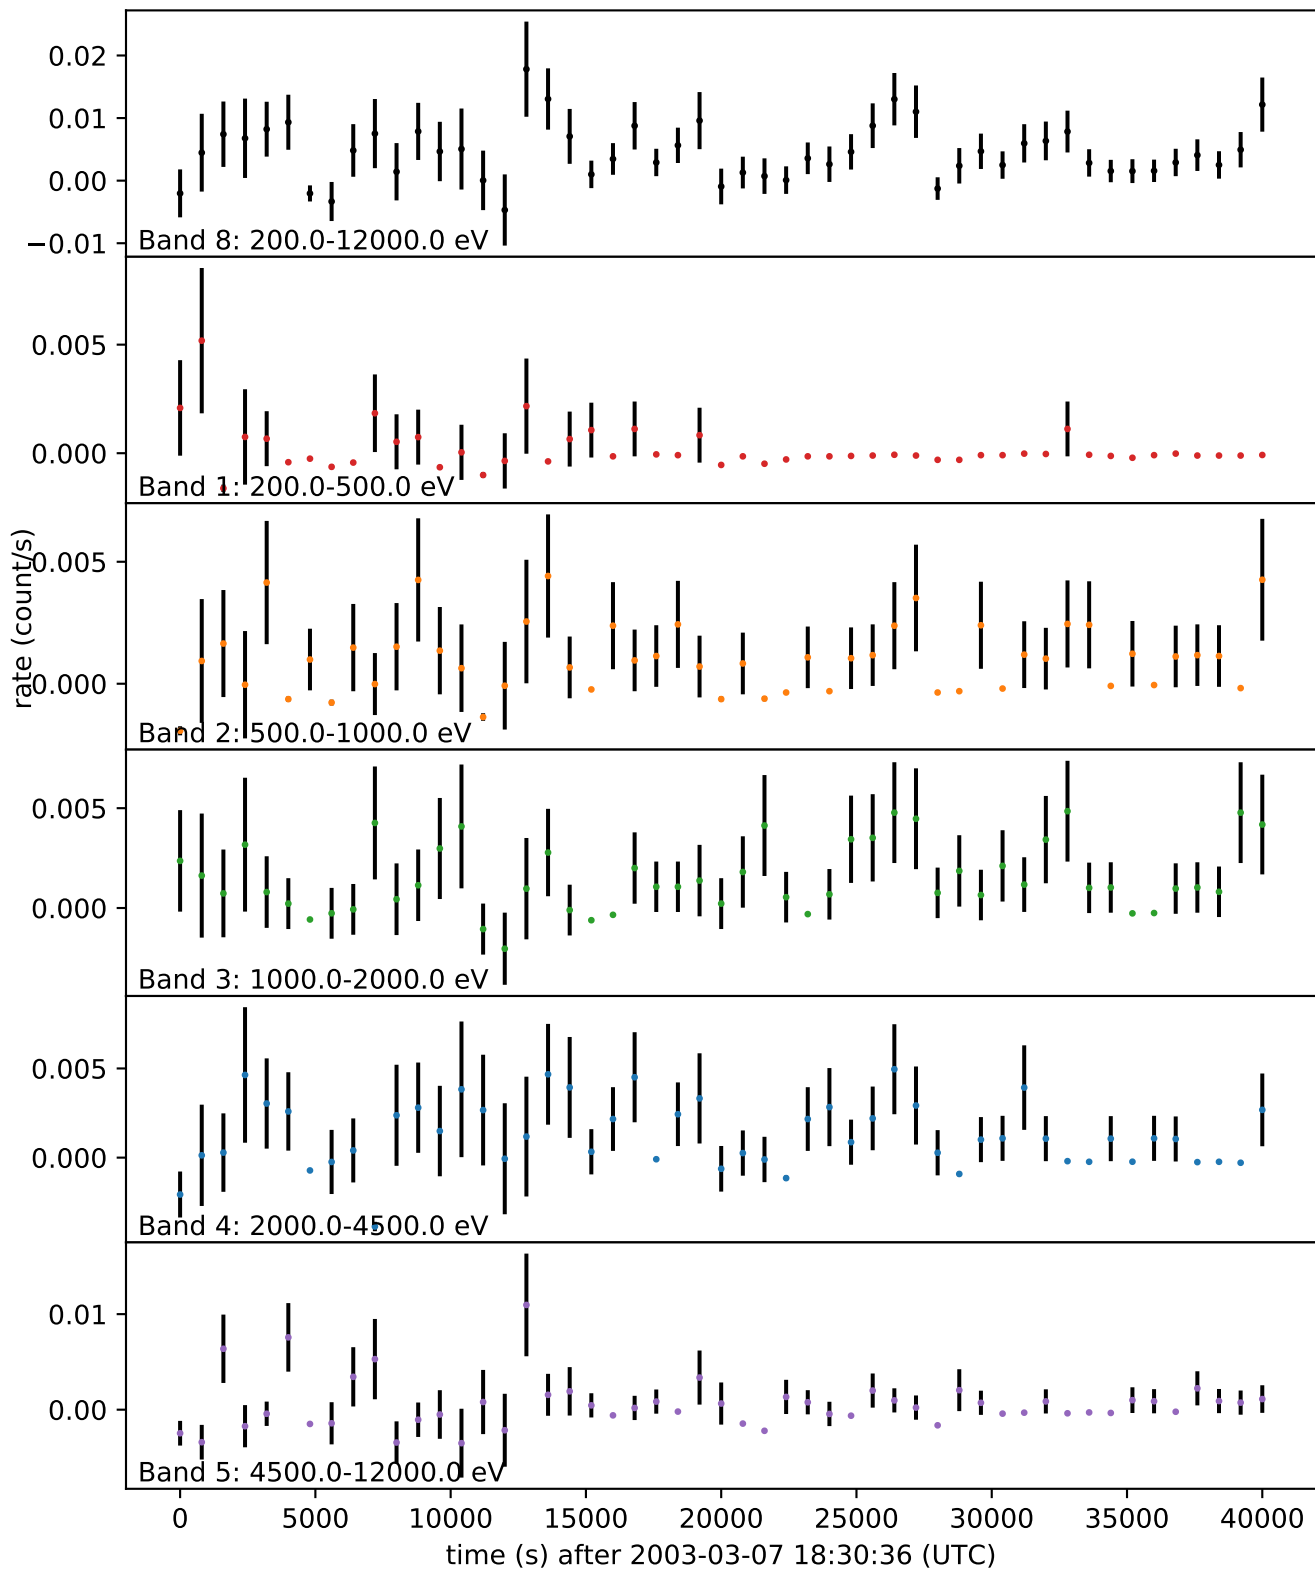 0.02
0.01
0.00
−0.01
Band 8: 200.0-12000.0 eV
0.005
0.000
Band 1: 200.0-500.0 eV
rate (count/s)
0.005
0.000
Band 2: 500.0-1000.0 eV
0.005
0.000
Band 3: 1000.0-2000.0 eV
0.005
0.000
Band 4: 2000.0-4500.0 eV
0.01
0.00
Band 5: 4500.0-12000.0 eV
0 5000 10000 15000 20000 25000 30000 35000 40000
time (s) after 2003-03-07 18:30:36 (UTC)